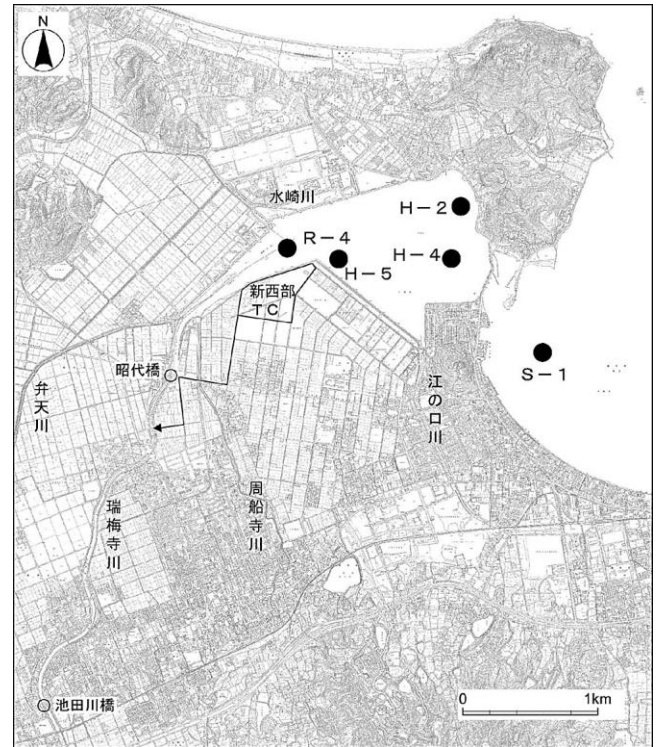 N
水崎川
H-2
R-4
H-4
H-5
新西部
TC
S-1
昭代橋
弁天川
江の口川
瑞梅寺川
周船寺川
池田川橋
0
1km